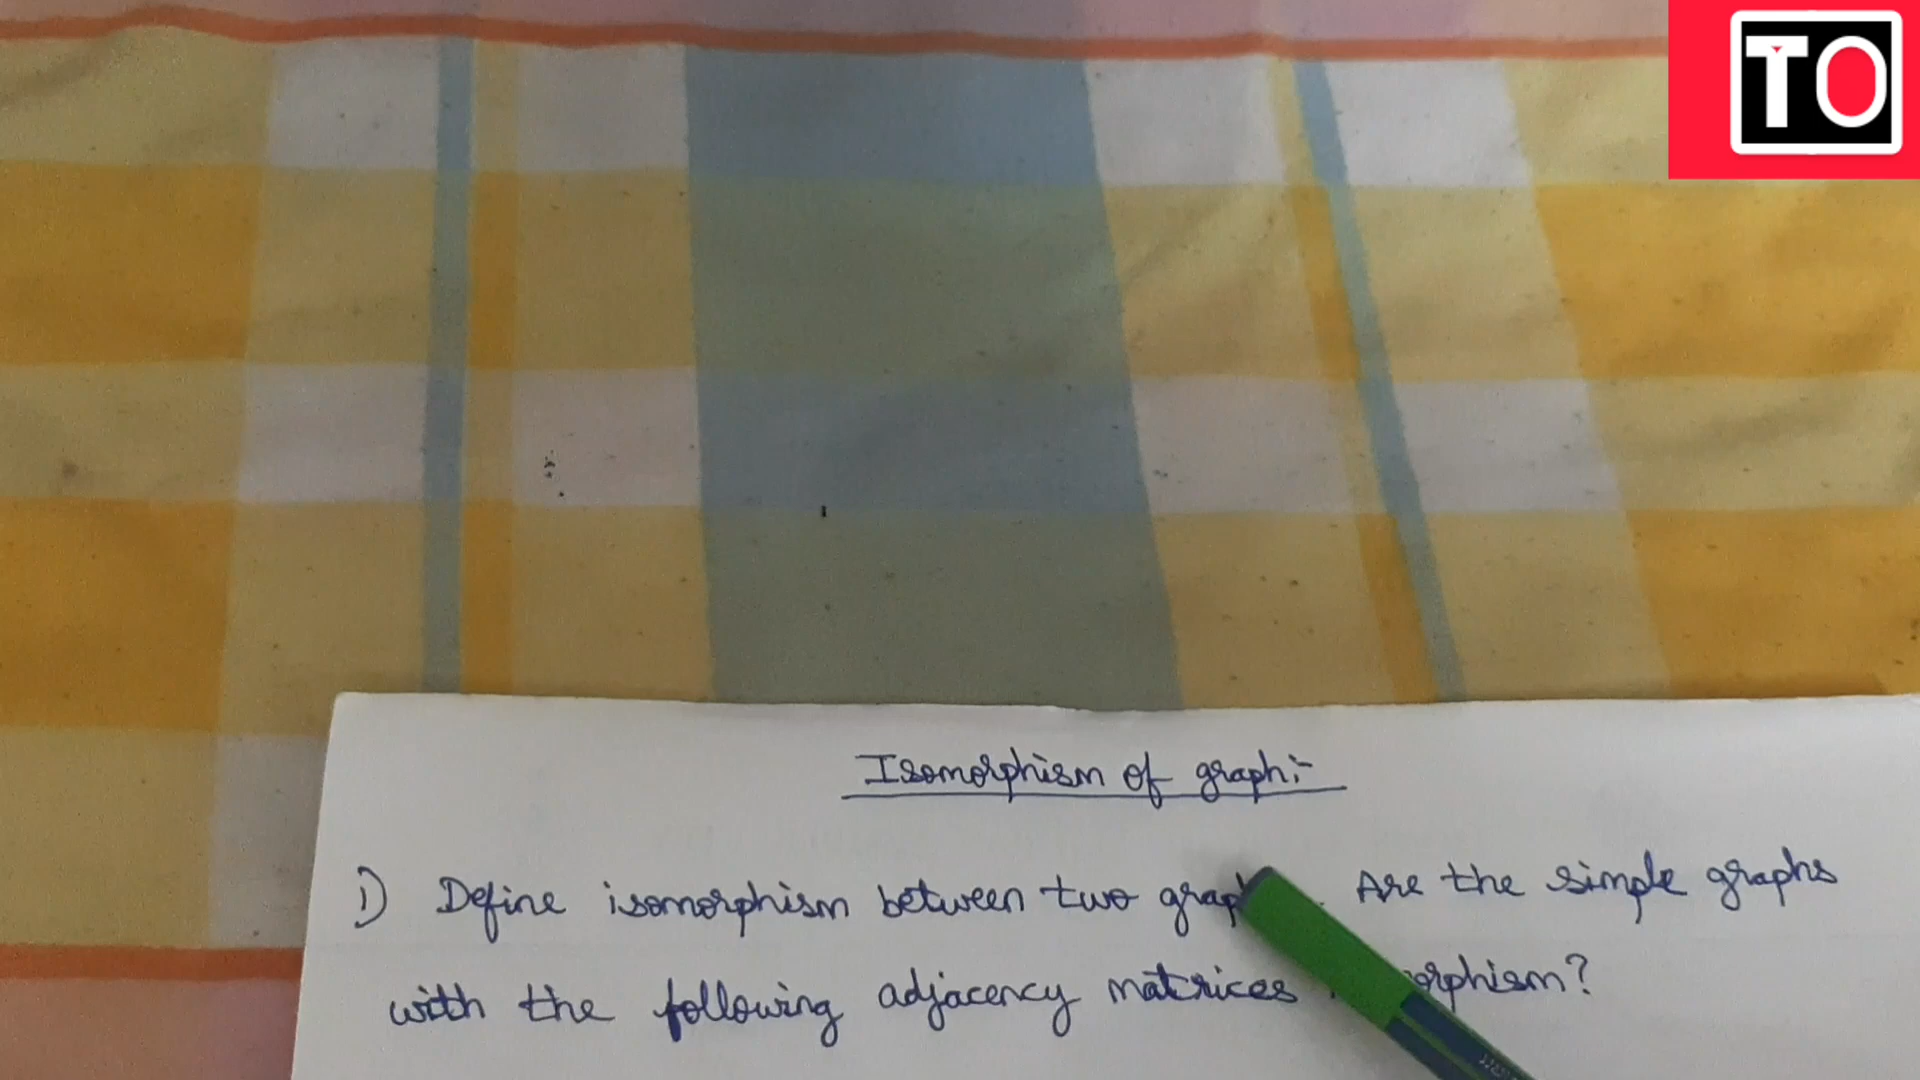 TO
Isomorphism of graph:-
1) Define isomorphism between two grap . Are the simple graphs
with the following adjacency matrices orphism?